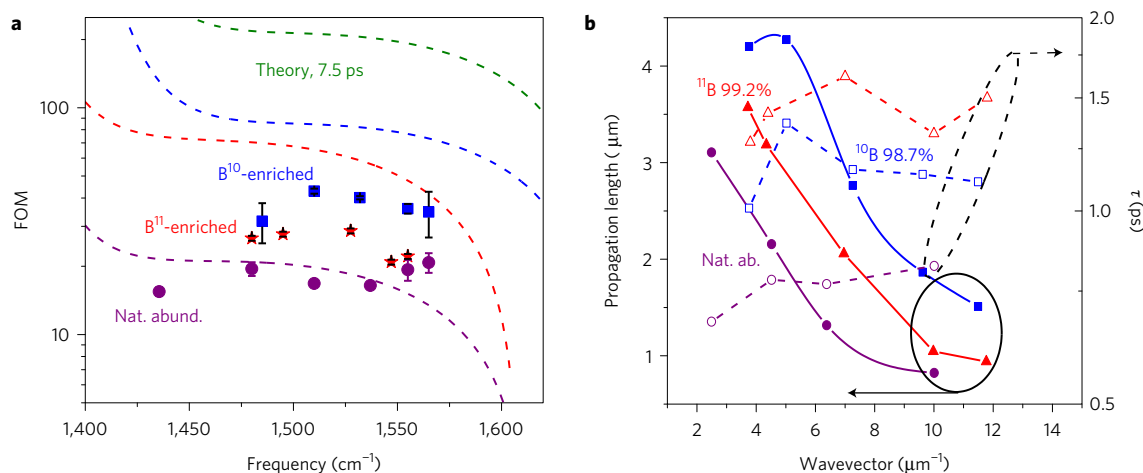 a
FOM
100
10
Theory, 7.5 ps
B¹⁰-enriched
B¹¹-enriched
Nat. abund.
1,400
1,450
1,500
1,550
1,600
Frequency (cm⁻¹)
b
Propagation length ( μm)
4
3
2
1
¹¹B 99.2%
¹⁰B 98.7%
Nat. ab.
2
4
6
8
10
12
14
Wavevector (μm⁻¹)
2.0
1.5
1.0
0.5
τ (ps)